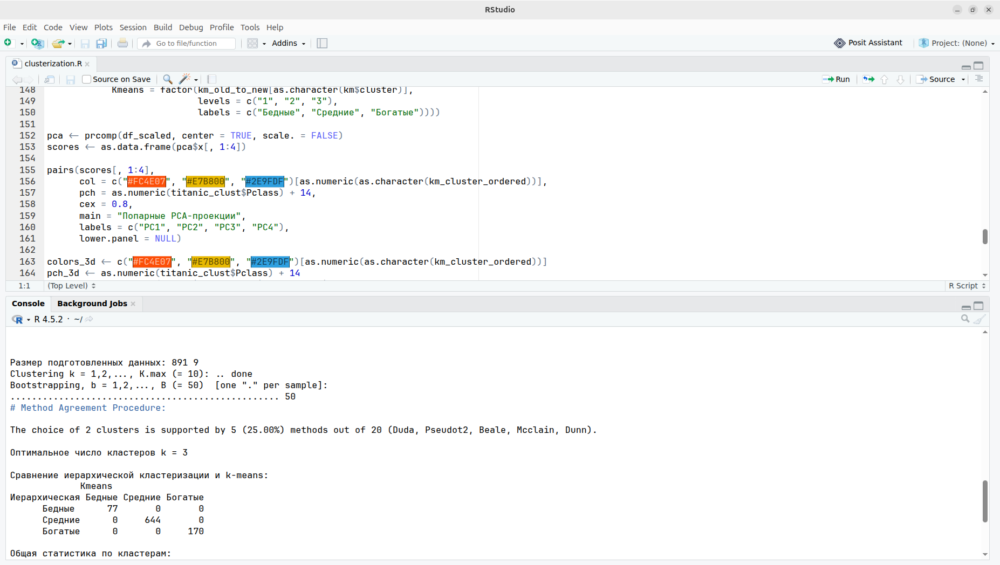 RStudio
File Edit Code View Plots Session Build Debug Profile Tools Help
Go to file/function Addins Posit Assistant Project: (None)
clusterization.R
Source on Save Run Source
148 Kmeans = factor(km_old_to_new[as.character(km$cluster)],
149 levels = c("1", "2", "3"),
150 labels = c("Бедные", "Средние", "Богатые"))))
151
152 pca <- prcomp(df_scaled, center = TRUE, scale. = FALSE)
153 scores <- as.data.frame(pca$x[, 1:4])
154
155 pairs(scores[, 1:4],
156 col = c("#FC4E07", "#E7B800", "#2E9FDF")[as.numeric(as.character(km_cluster_ordered))],
157 pch = as.numeric(titanic_clust$Pclass) + 14,
158 cex = 0.8,
159 main = "Попарные PCA-проекции",
160 labels = c("PC1", "PC2", "PC3", "PC4"),
161 lower.panel = NULL)
162
163 colors_3d <- c("#FC4E07", "#E7B800", "#2E9FDF")[as.numeric(as.character(km_cluster_ordered))]
164 pch_3d <- as.numeric(titanic_clust$Pclass) + 14
1:1 (Top Level) R Script
Console Background Jobs
R 4.5.2 · ~/
Размер подготовленных данных: 891 9
Clustering k = 1,2,..., K.max (= 10): .. done
Bootstrapping, b = 1,2,..., B (= 50)  [one "." per sample]:
.................................................. 50
# Method Agreement Procedure:
The choice of 2 clusters is supported by 5 (25.00%) methods out of 20 (Duda, Pseudot2, Beale, Mcclain, Dunn).
Оптимальное число кластеров k = 3
Сравнение иерархической кластеризации и k-means:
Kmeans
Иерархическая Бедные Средние Богатые
Бедные 77 0 0
Средние 0 644 0
Богатые 0 0 170
Общая статистика по кластерам: